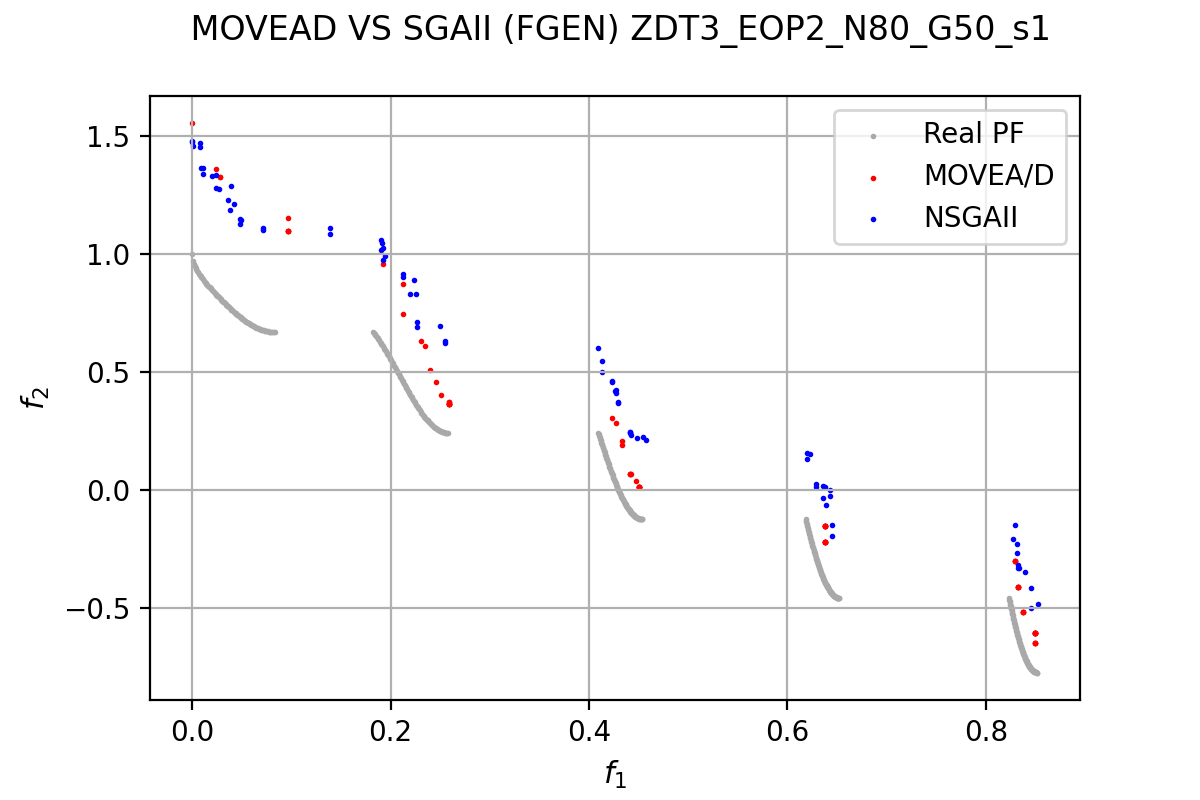 MOVEAD VS SGAII (FGEN) ZDT3_EOP2_N80_G50_s1
Real PF
MOVEA/D
NSGAII
1.5
1.0
0.5
0.0
−0.5
f2
0.0 0.2 0.4 0.6 0.8
f1